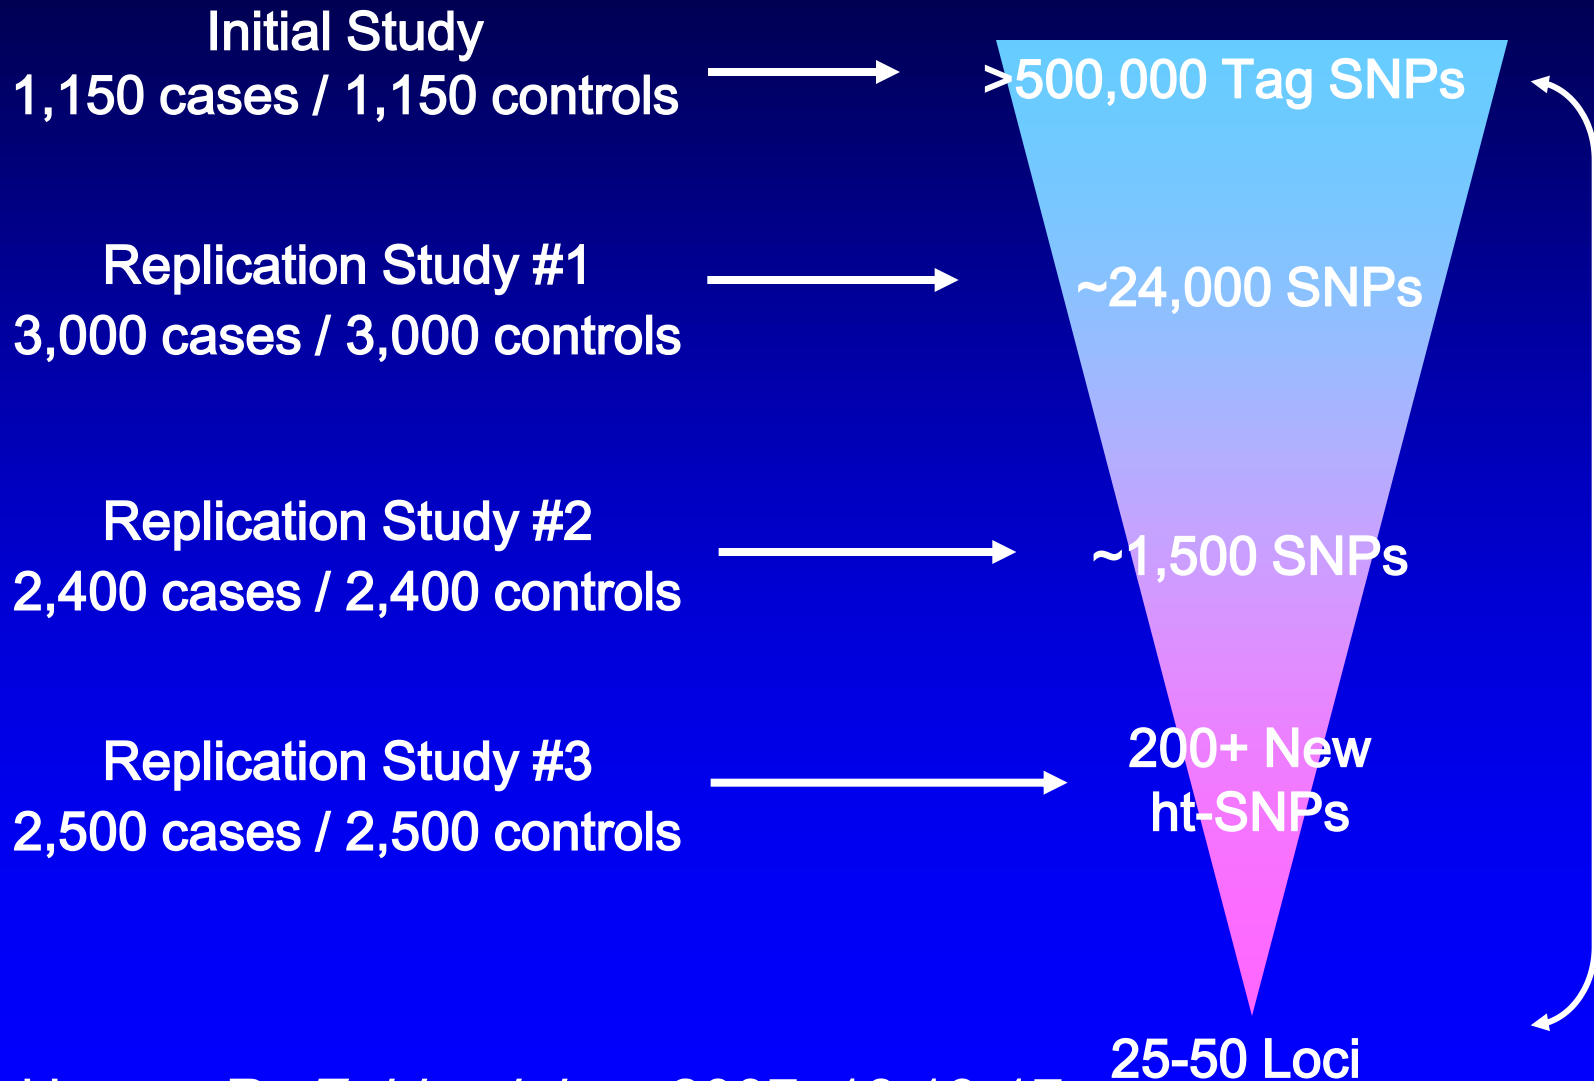 Initial Study
1,150 cases / 1,150 controls
>500,000 Tag SNPs
Replication Study #1
3,000 cases / 3,000 controls
~24,000 SNPs
Replication Study #2
2,400 cases / 2,400 controls
~1,500 SNPs
Replication Study #3
2,500 cases / 2,500 controls
200+ New
ht-SNPs
25-50 Loci